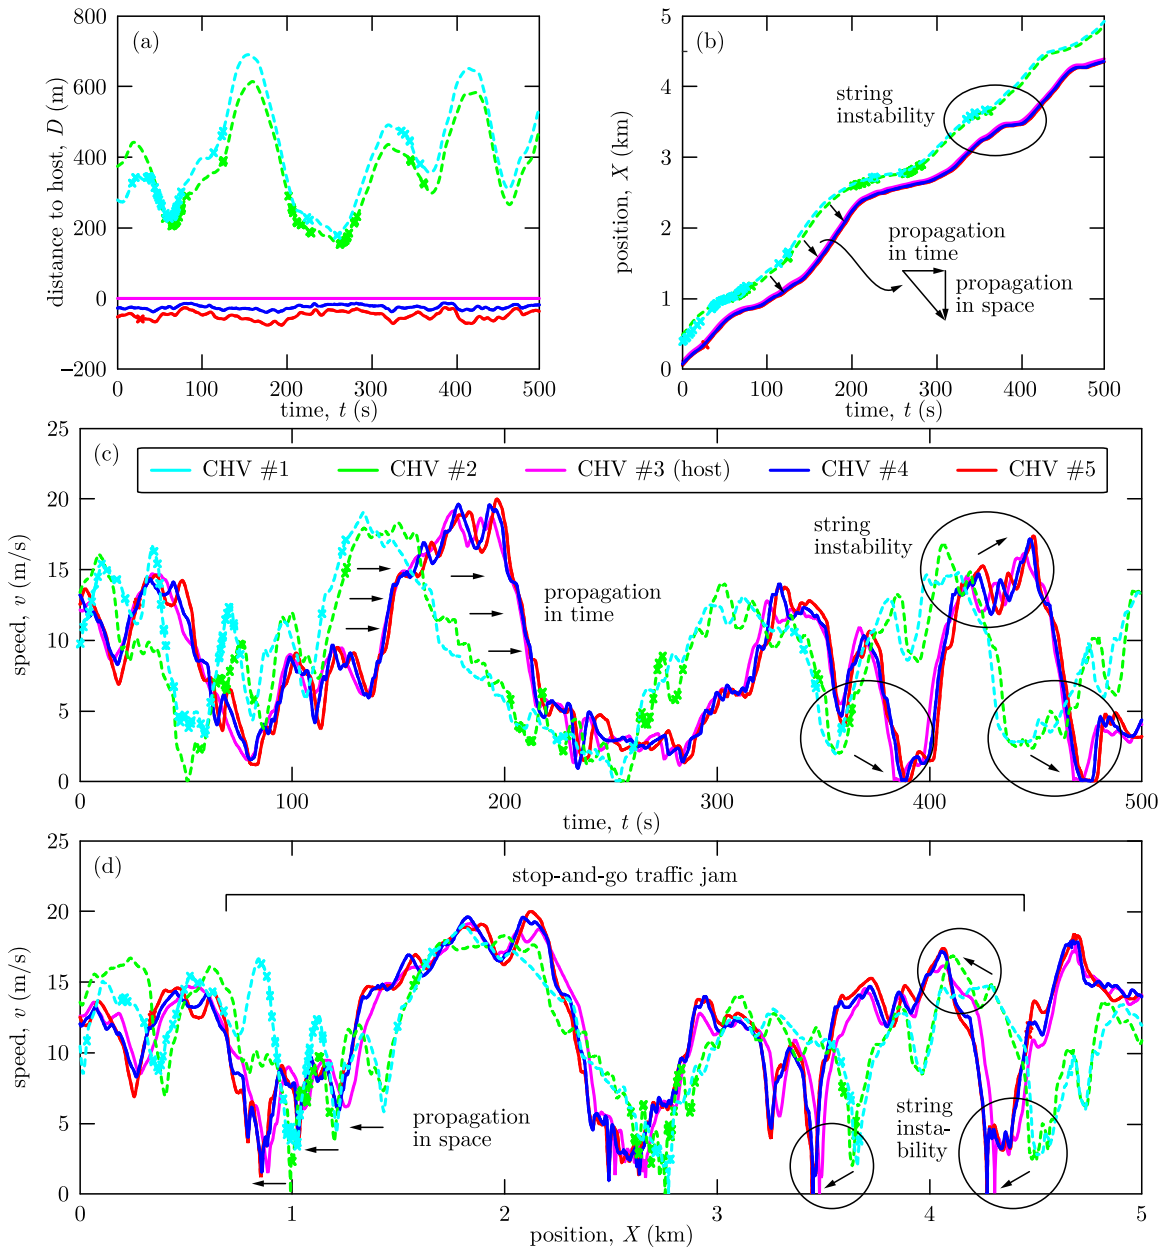 (a)
800
600
400
200
0
−200
distance to host, D (m)
0 100 200 300 400 500
time, t (s)
(b)
5
4
3
2
1
0
position, X (km)
string
instability
propagation
in time
propagation
in space
0 100 200 300 400 500
time, t (s)
(c)
25
20
15
10
5
0
speed, v (m/s)
CHV #1 CHV #2 CHV #3 (host) CHV #4 CHV #5
string
instability
propagation
in time
0 100 200 300 400 500
time, t (s)
(d)
25
20
15
10
5
0
speed, v (m/s)
stop-and-go traffic jam
propagation
in space
string
insta-
bility
0 1 2 3 4 5
position, X (km)